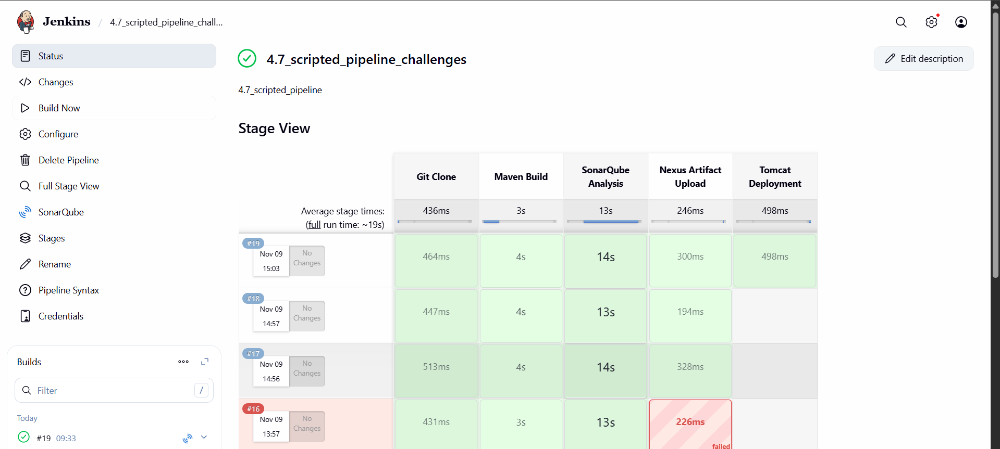 Jenkins / 4.7_scripted_pipeline_chall...
Status
Changes
Build Now
Configure
Delete Pipeline
Full Stage View
SonarQube
Stages
Rename
Pipeline Syntax
Credentials
Builds
Filter /
Today
#19 09:33
4.7_scripted_pipeline_challenges
Edit description
4.7_scripted_pipeline
Stage View
Git Clone
Maven Build
SonarQube
Analysis
Nexus Artifact
Upload
Tomcat
Deployment
Average stage times:
(full run time: ~19s)
436ms 3s 13s 246ms 498ms
#19
Nov 09
15:03
No
Changes
464ms 4s 14s 300ms 498ms
#18
Nov 09
14:57
No
Changes
447ms 4s 13s 194ms
#17
Nov 09
14:56
No
Changes
513ms 4s 14s 328ms
#16
Nov 09
13:57
No
Changes
431ms 3s 13s 226ms
failed